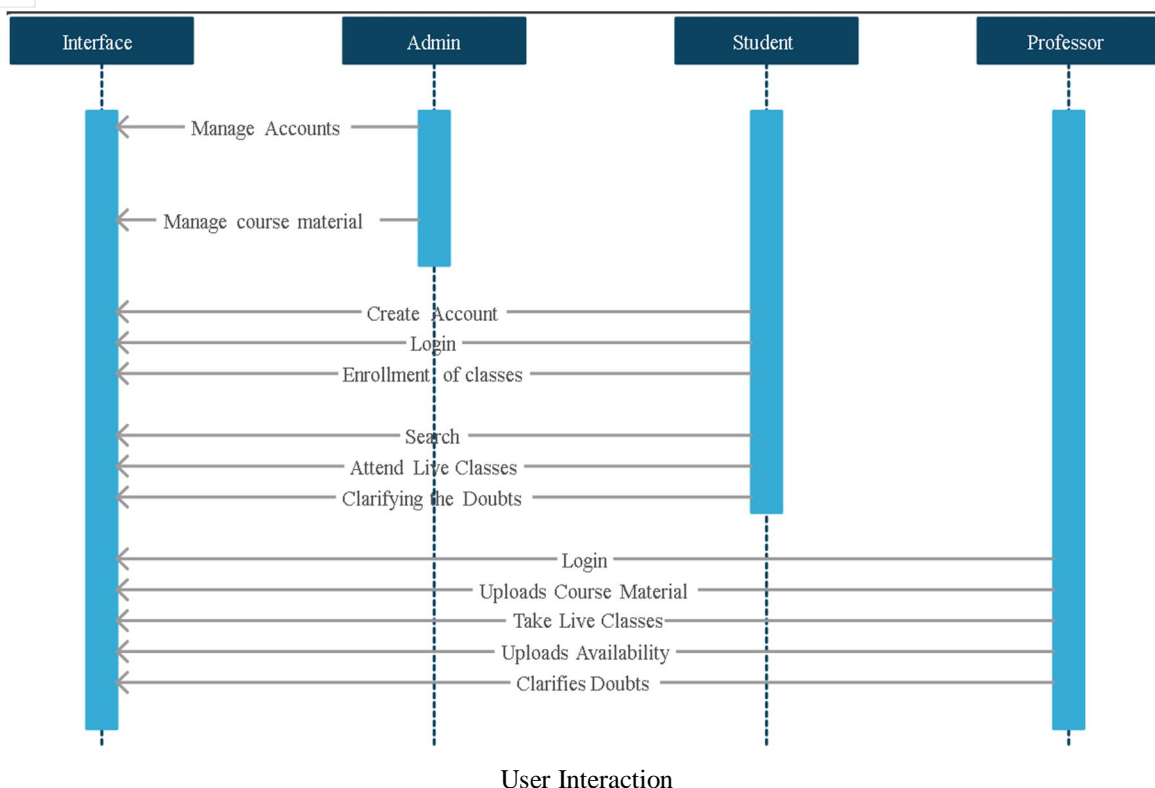 Interface
Admin
Student
Professor
Manage Accounts
Manage course material
Create Account
Login
Enrollment of classes
Search
Attend Live Classes
Clarifying the Doubts
Login
Uploads Course Material
Take Live Classes
Uploads Availability
Clarifies Doubts
User Interaction